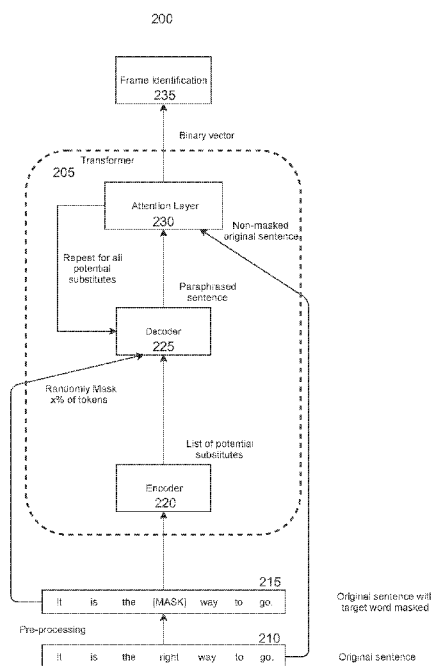 200
Frame Identification
235
Binary vector
Transformer
205
Attention Layer
230
Non-masked
original sentence
Repeat for all
potential
substitutes
Paraphrased
sentence
Decoder
225
Randomly Mask
x% of tokens
List of potential
substitutes
Encoder
220
215
It is the [MASK] way to go.
Original sentence with
target word masked
Pre-processing
210
It is the right way to go.
Original sentence